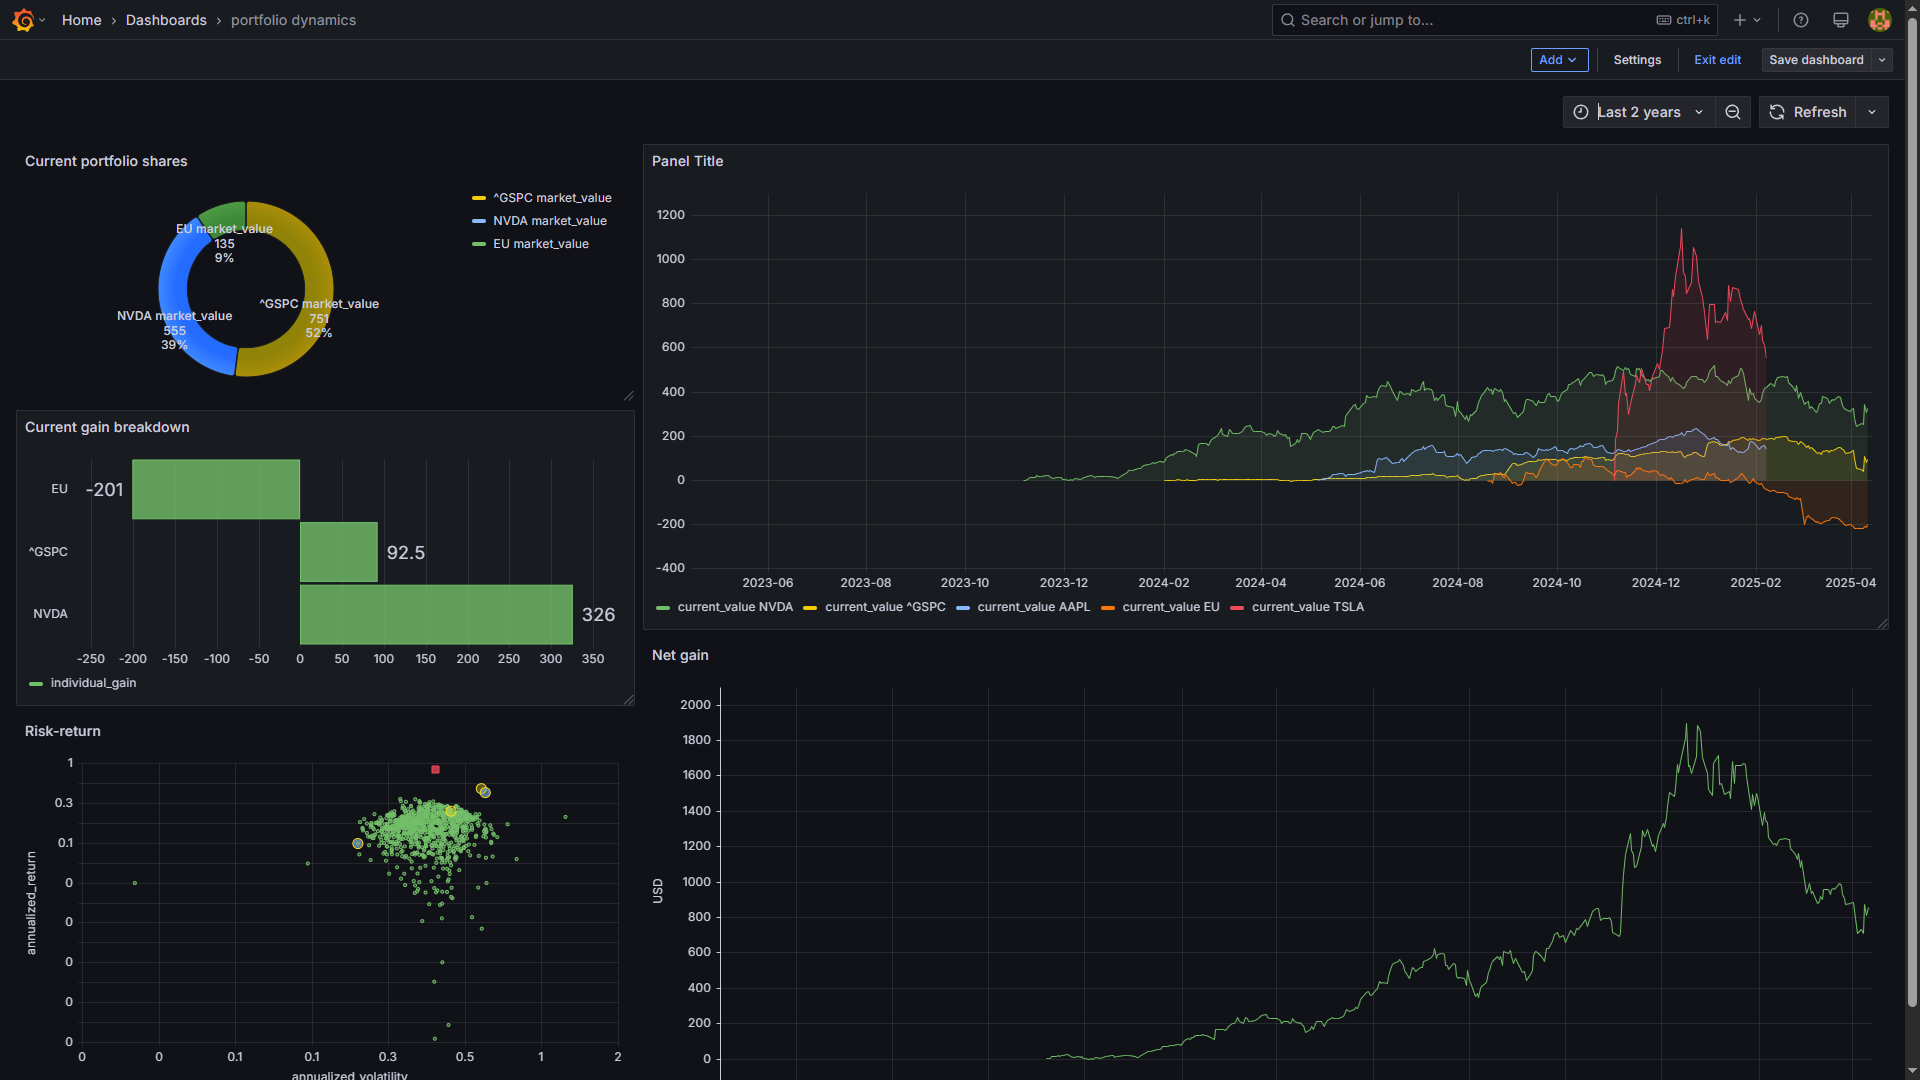 Home › Dashboards › portfolio dynamics
Search or jump to... ctrl+k
Add Settings Exit edit Save dashboard
Last 2 years Refresh
Current portfolio shares
^GSPC market_value
NVDA market_value
EU market_value
EU market_value
135
9%
^GSPC market_value
751
52%
NVDA market_value
555
39%
Current gain breakdown
EU -201
^GSPC 92.5
NVDA 326
-250 -200 -150 -100 -50 0 50 100 150 200 250 300 350
individual_gain
Risk-return
1
0.3
0.1
0
0
0
0
0
annualized_return
0 0 0.1 0.1 0.3 0.5 1 2
annualized_volatility
Panel Title
1200
1000
800
600
400
200
0
-200
-400
2023-06 2023-08 2023-10 2023-12 2024-02 2024-04 2024-06 2024-08 2024-10 2024-12 2025-02 2025-04
current_value NVDA current_value ^GSPC current_value AAPL current_value EU current_value TSLA
Net gain
2000
1800
1600
1400
1200
1000
800
600
400
200
0
USD